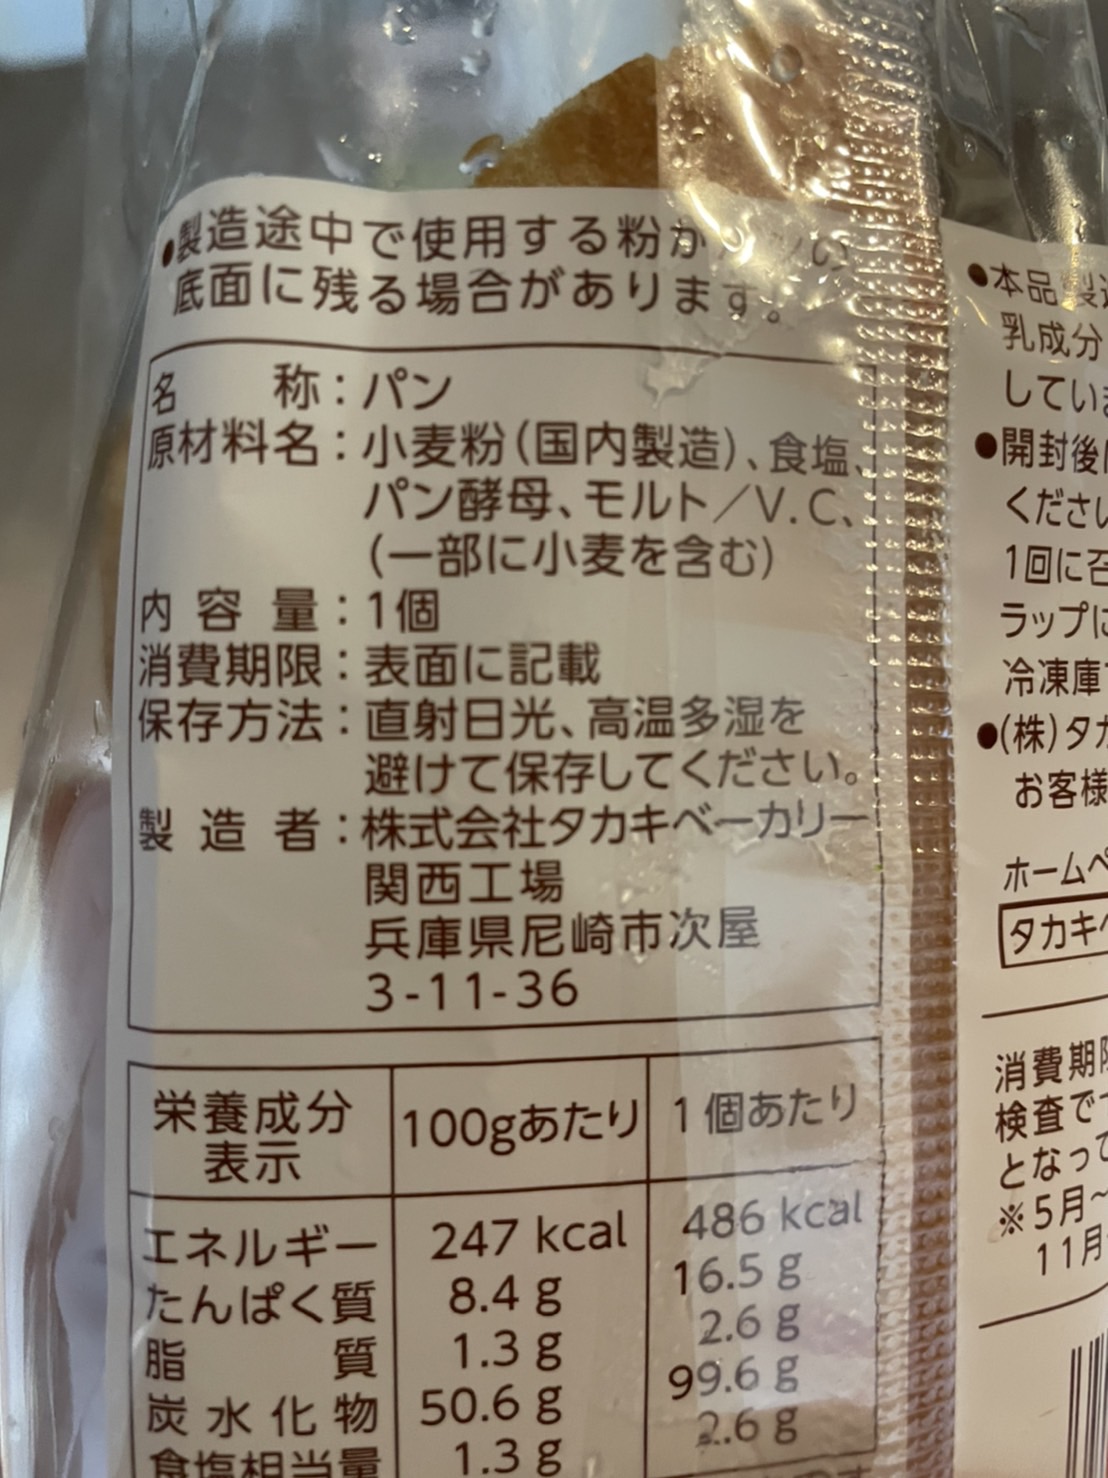 ●製造途中で使用する粉が
底面に残る場合があります。
名 称：パン
原材料名：小麦粉（国内製造）、食塩、
パン酵母、モルト／V.C、
（一部に小麦を含む）
内 容 量：1個
消費期限：表面に記載
保存方法：直射日光、高温多湿を
避けて保存してください。
製 造 者：株式会社タカキベーカリー
関西工場
兵庫県尼崎市次屋
3-11-36
栄養成分
表示
100gあたり
1個あたり
エネルギー 247 kcal 486 kcal
たんぱく質 8.4 g 16.5 g
脂 質 1.3 g 2.6 g
炭水化物 50.6 g 99.6 g
食塩相当量 1.3 g 2.6 g
●本品
乳成分
してい
●開封後
ください
1回に
ラップに
冷凍庫
●(株)タカ
お客様
ホームペ
タカキ
消費期
検査で
となって
※5月～
11月